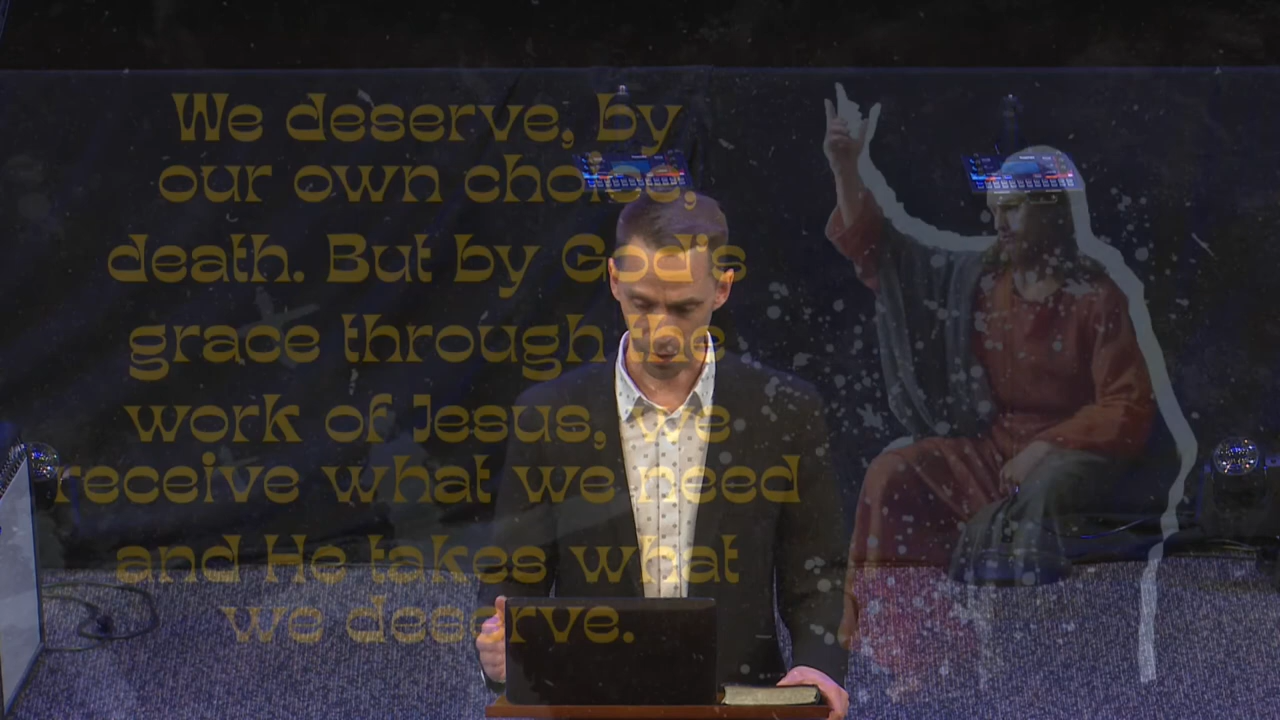 We deserve, by
our own choice,
death. But by God's
grace through the
work of Jesus, we
receive what we need
and He takes what
we deserve.